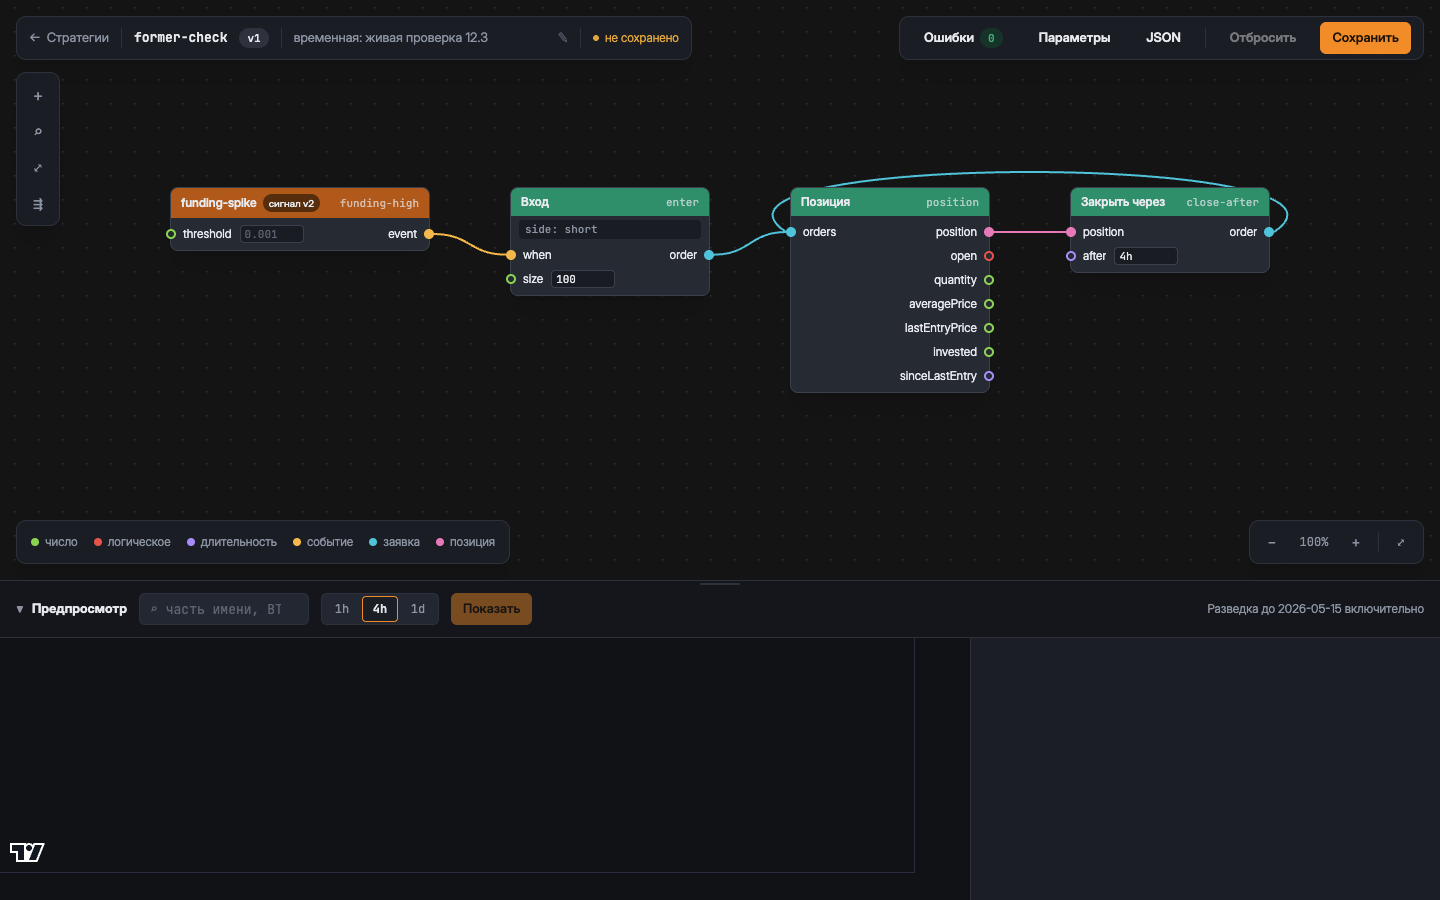 ← Стратегии former-check v1 временная: живая проверка 12.3 не сохранено
Ошибки 0 Параметры JSON Отбросить Сохранить
funding-spike сигнал v2 funding-high
threshold 0.001 event
Вход enter
side: short
when order
size 100
Позиция position
orders position
open
quantity
averagePrice
lastEntryPrice
invested
sinceLastEntry
Закрыть через close-after
position order
after 4h
число логическое длительность событие заявка позиция
− 100% +
Предпросмотр часть имени, BT 1h 4h 1d Показать
Разведка до 2026-05-15 включительно